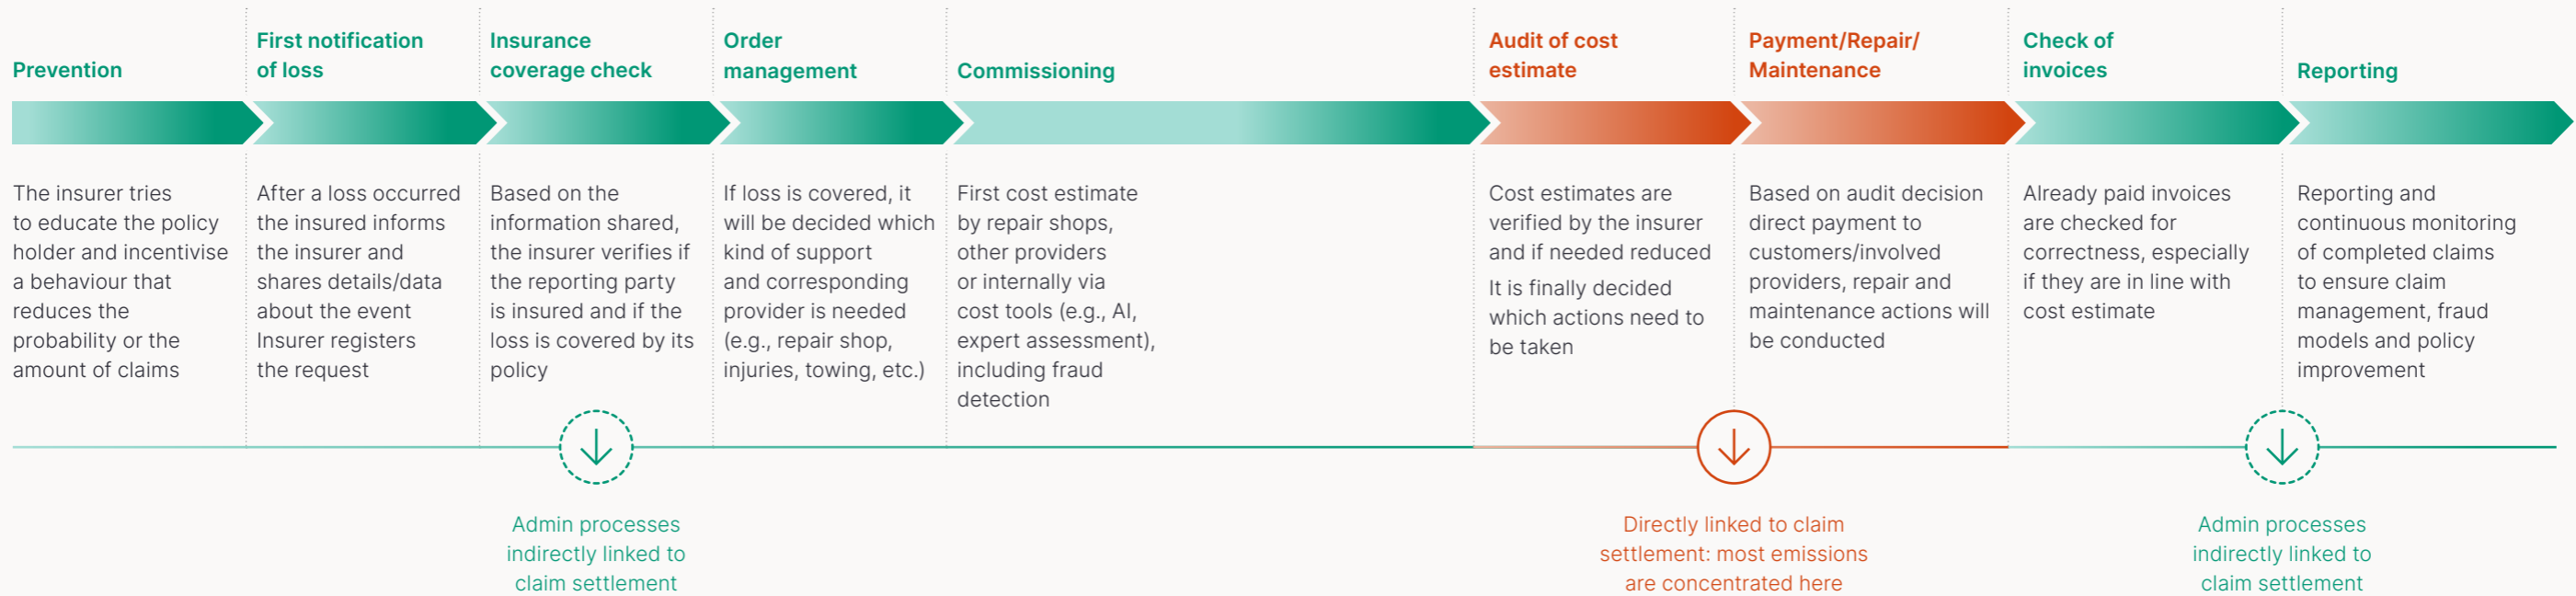 Prevention
First notification
of loss
Insurance
coverage check
Order
management
Commissioning
Audit of cost
estimate
Payment/Repair/
Maintenance
Check of
invoices
Reporting
The insurer tries
to educate the policy
holder and incentivise
a behaviour that
reduces the
probability or the
amount of claims
After a loss occurred
the insured informs
the insurer and
shares details/data
about the event
Insurer registers
the request
Based on the
information shared,
the insurer verifies if
the reporting party
is insured and if the
loss is covered by its
policy
If loss is covered, it
will be decided which
kind of support
and corresponding
provider is needed
(e.g., repair shop,
injuries, towing, etc.)
First cost estimate
by repair shops,
other providers
or internally via
cost tools (e.g., AI,
expert assessment),
including fraud
detection
Cost estimates are
verified by the insurer
and if needed reduced
It is finally decided
which actions need to
be taken
Based on audit decision
direct payment to
customers/involved
providers, repair and
maintenance actions will
be conducted
Already paid invoices
are checked for
correctness, especially
if they are in line with
cost estimate
Reporting and
continuous monitoring
of completed claims
to ensure claim
management, fraud
models and policy
improvement
Admin processes
indirectly linked to
claim settlement
Directly linked to claim
settlement: most emissions
are concentrated here
Admin processes
indirectly linked to
claim settlement